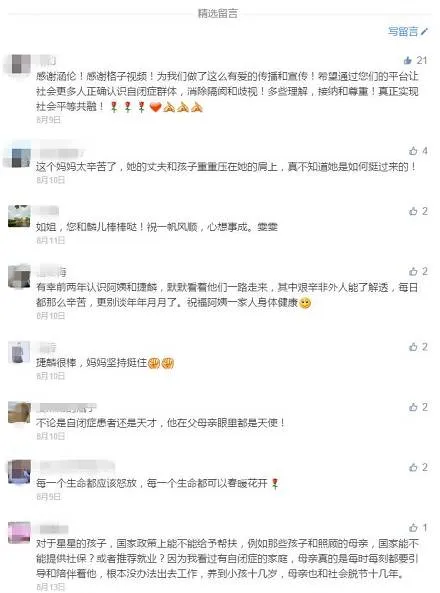 精选留言
写留言
21
感谢涵伦！感谢格子视频！为我们做了这么有爱的传播和宣传！希望通过您们的平台让
社会更多人正确认识自闭症群体，消除隔阂和歧视！多些理解，接纳和尊重！真正实现
社会平等共融！🌹🌹🌹❤🙏🙏🙏
8月9日
4
这个妈妈太辛苦了，她的丈夫和孩子重重压在她的肩上，真不知道她是如何挺过来的！
8月10日
2
如姐，您和麟儿棒棒哒！祝一帆风顺，心想事成。雯雯
8月11日
2
有幸前两年认识阿姨和捷麟，默默看着他们一路走来，其中艰辛非外人能了解透，每日
都那么辛苦，更别谈年年月月了。祝福阿姨一家人身体健康
8月10日
2
捷麟很棒，妈妈坚持挺住
8月10日
2
不论是自闭症患者还是天才，他在父母亲眼里都是天使！
8月10日
2
每一个生命都应该怒放，每一个生命都可以春暖花开🌹
8月10日
1
对于星星的孩子，国家政策上能不能给予帮扶，例如那些孩子和照顾的母亲，国家能不
能提供社保？或者推荐就业？因为我看过有自闭症的家庭，母亲真的是每时每刻都要引
导和陪伴着他，根本没办法出去工作，养到小孩十几岁，母亲也和社会脱节十几年。
8月13日